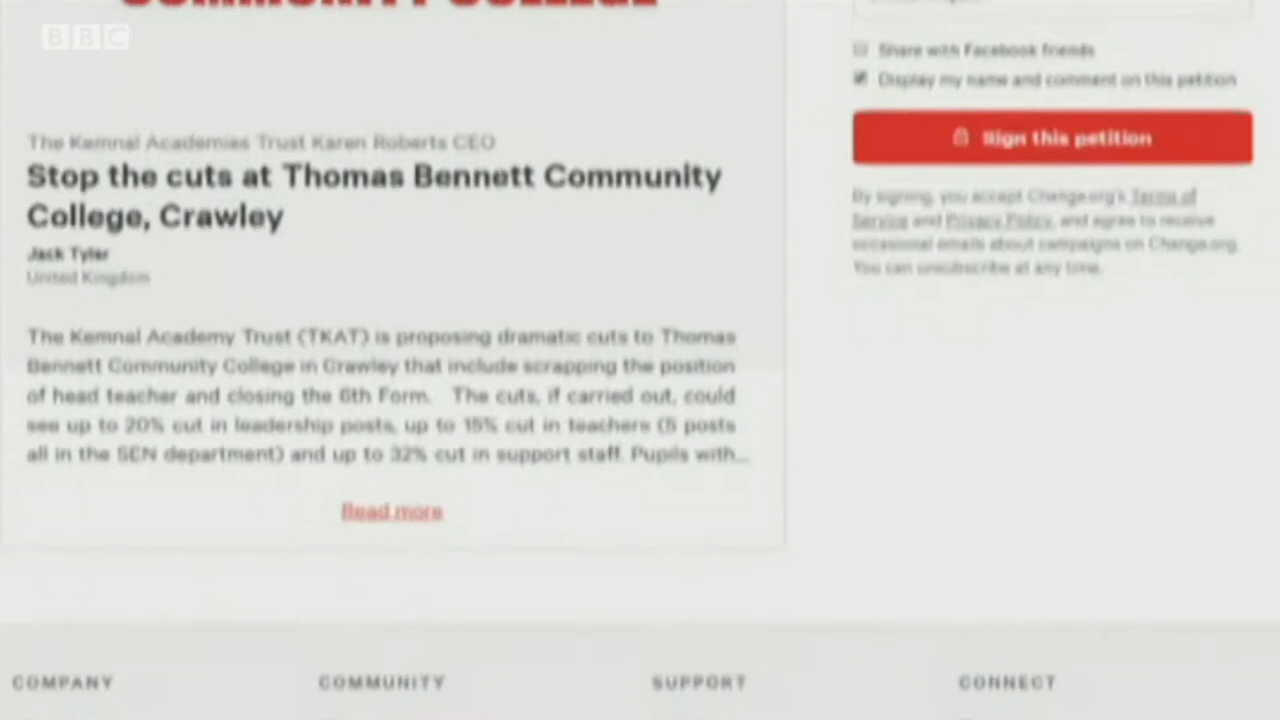 COMMUNITY COLLEGE
BBC
Share with Facebook friends
Display my name and comment on this petition
Sign this petition
By signing, you accept Change.org's Terms of
Service and Privacy Policy, and agree to receive
occasional emails about campaigns on Change.org.
You can unsubscribe at any time.
The Kemnal Academies Trust Karen Roberts CEO
Stop the cuts at Thomas Bennett Community
College, Crawley
Jack Tyler
United Kingdom
The Kemnal Academy Trust (TKAT) is proposing dramatic cuts to Thomas
Bennett Community College in Crawley that include scrapping the position
of head teacher and closing the 6th Form. The cuts, if carried out, could
see up to 20% cut in leadership posts, up to 15% cut in teachers (5 posts
all in the SEN department) and up to 32% cut in support staff. Pupils with...
Read more
COMPANY
COMMUNITY
SUPPORT
CONNECT